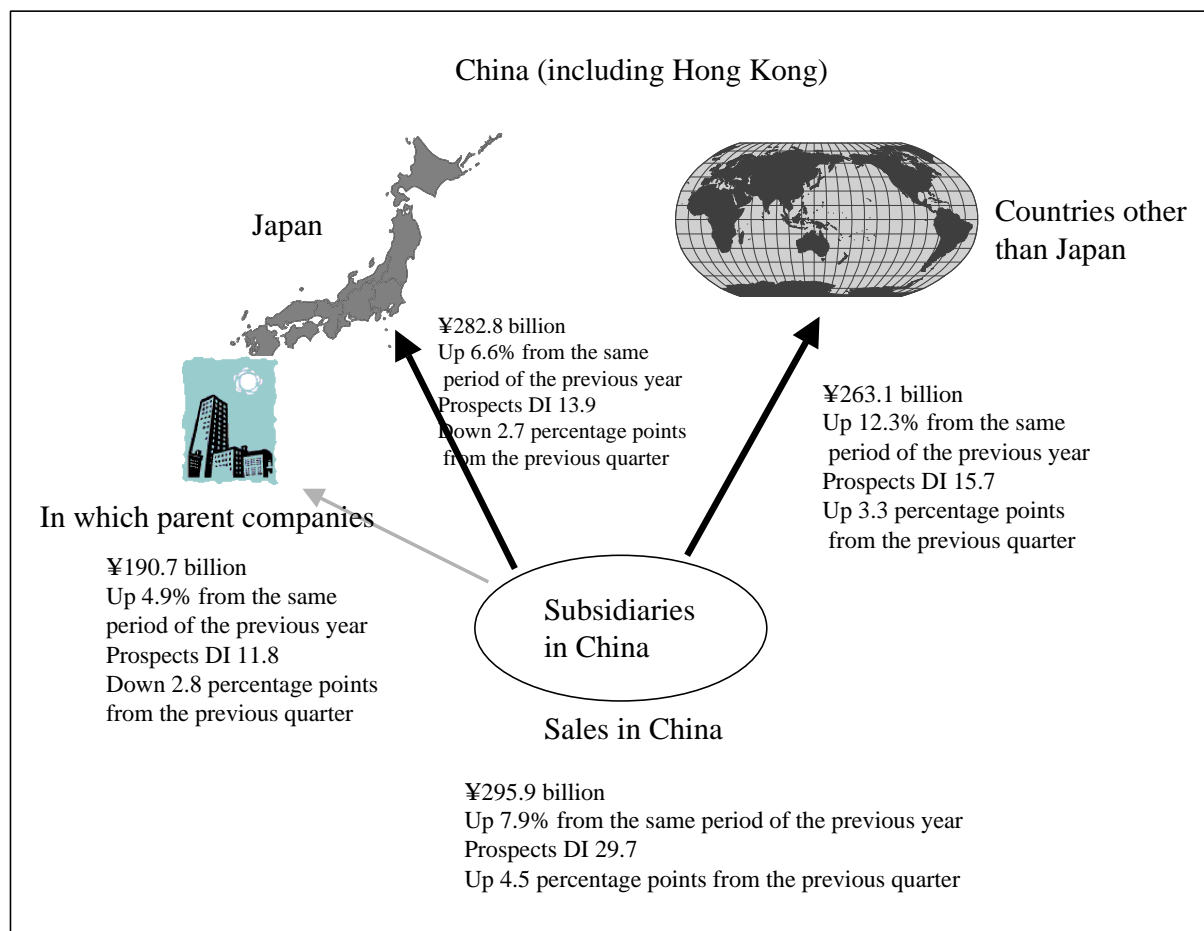 China (including Hong Kong)
Japan
Countries other
than Japan
¥282.8 billion
Up 6.6% from the same
period of the previous year
Prospects DI 13.9
Down 2.7 percentage points
from the previous quarter
¥263.1 billion
Up 12.3% from the same
period of the previous year
Prospects DI 15.7
Up 3.3 percentage points
from the previous quarter
In which parent companies
¥190.7 billion
Up 4.9% from the same
period of the previous year
Prospects DI 11.8
Down 2.8 percentage points
from the previous quarter
Subsidiaries
in China
Sales in China
¥295.9 billion
Up 7.9% from the same period of the previous year
Prospects DI 29.7
Up 4.5 percentage points from the previous quarter